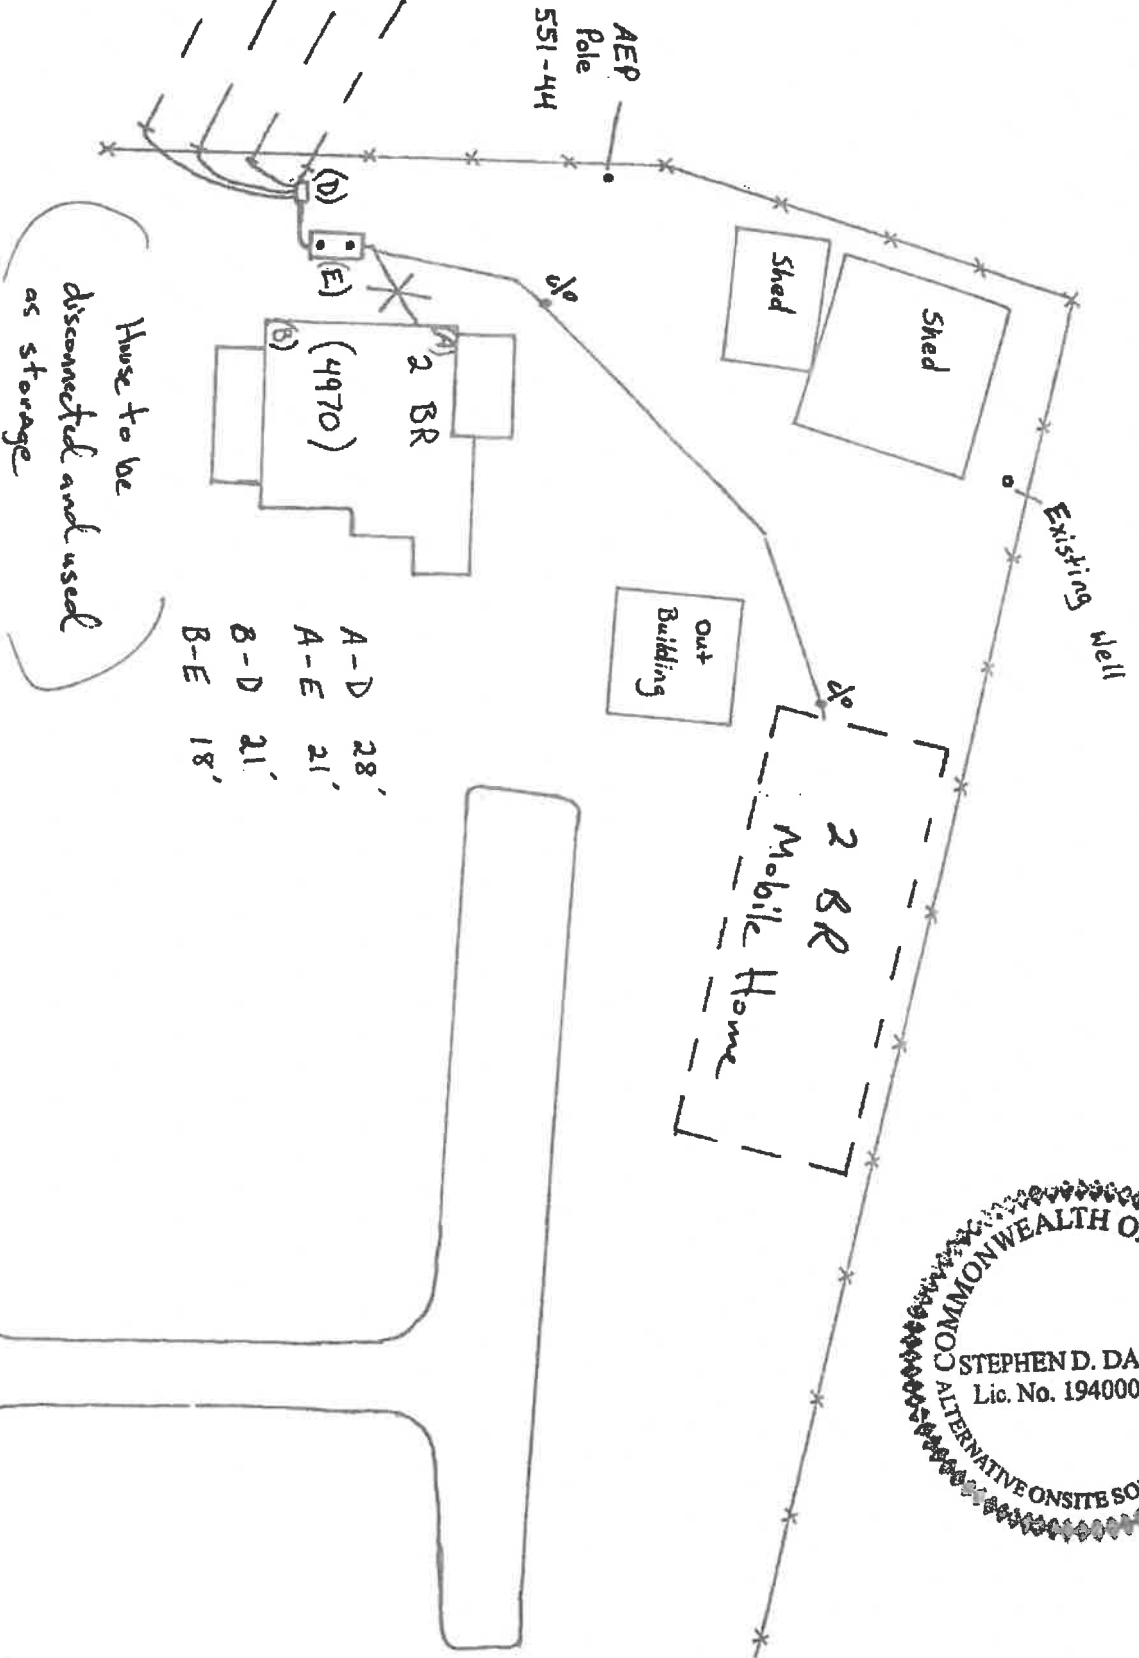 AEP
Pole
551-44
Shed
Shed
Existing Well
c/o
c/o
(D)
(E)
(A)
(B)
2 BR
(4970)
Out
Building
2 BR
Mobile Home
House to be
disconnected and used
as storage
A-D 28'
A-E 21'
B-D 21'
B-E 18'
COMMONWEALTH O
STEPHEN D. DA
Lic. No. 194000
ALTERNATIVE ONSITE SO